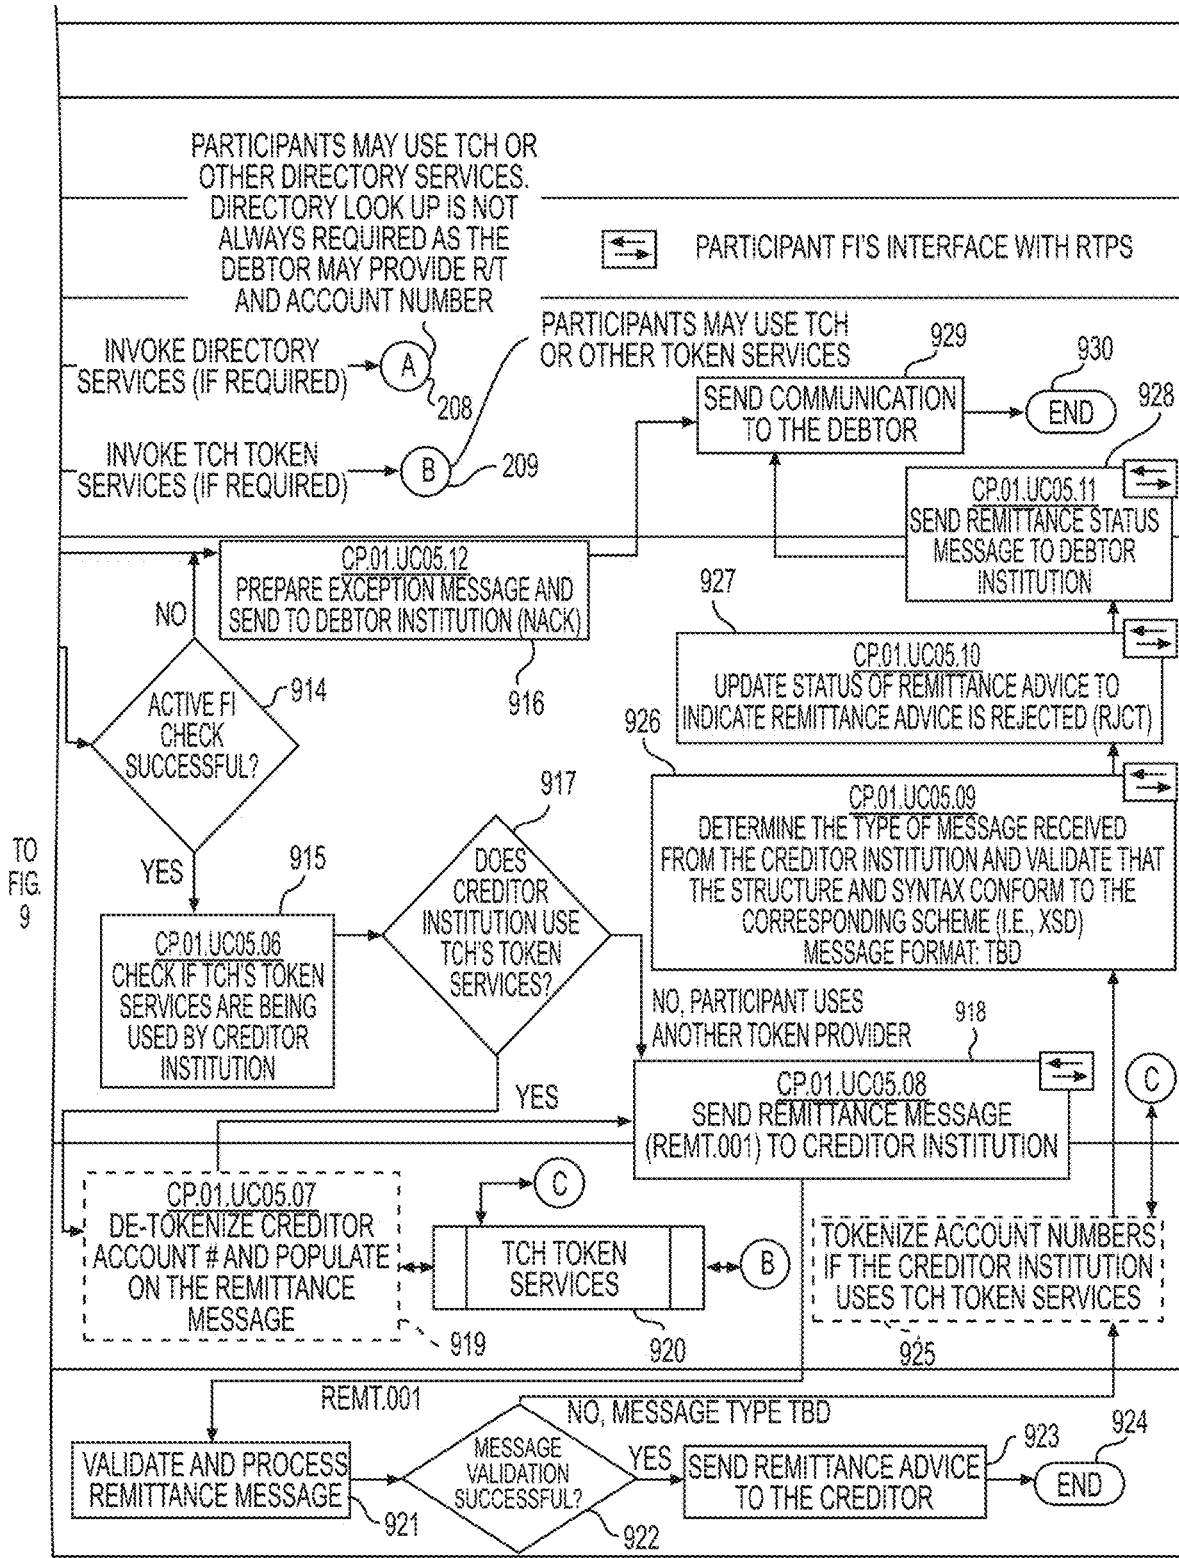 PARTICIPANTS MAY USE TCH OR
OTHER DIRECTORY SERVICES.
DIRECTORY LOOK UP IS NOT
ALWAYS REQUIRED AS THE
DEBTOR MAY PROVIDE R/T
AND ACCOUNT NUMBER
PARTICIPANT FI'S INTERFACE WITH RTPS
INVOKE DIRECTORY
SERVICES (IF REQUIRED)
A
208
PARTICIPANTS MAY USE TCH
OR OTHER TOKEN SERVICES
INVOKE TCH TOKEN
SERVICES (IF REQUIRED)
B
209
929
SEND COMMUNICATION
TO THE DEBTOR
930
END
928
CP.01.UC05.11
SEND REMITTANCE STATUS
MESSAGE TO DEBTOR
INSTITUTION
CP.01.UC05.12
PREPARE EXCEPTION MESSAGE AND
SEND TO DEBTOR INSTITUTION (NACK)
916
NO
927
CP.01.UC05.10
UPDATE STATUS OF REMITTANCE ADVICE TO
INDICATE REMITTANCE ADVICE IS REJECTED (RJCT)
914
ACTIVE FI
CHECK
SUCCESSFUL?
YES
926
CP.01.UC05.09
DETERMINE THE TYPE OF MESSAGE RECEIVED
FROM THE CREDITOR INSTITUTION AND VALIDATE THAT
THE STRUCTURE AND SYNTAX CONFORM TO THE
CORRESPONDING SCHEME (I.E., XSD)
MESSAGE FORMAT: TBD
TO
FIG.
9
915
CP.01.UC05.06
CHECK IF TCH'S TOKEN
SERVICES ARE BEING
USED BY CREDITOR
INSTITUTION
917
DOES
CREDITOR
INSTITUTION USE
TCH'S TOKEN
SERVICES?
NO, PARTICIPANT USES
ANOTHER TOKEN PROVIDER
YES
918
CP.01.UC05.08
SEND REMITTANCE MESSAGE
(REMT.001) TO CREDITOR INSTITUTION
C
CP.01.UC05.07
DE-TOKENIZE CREDITOR
ACCOUNT # AND POPULATE
ON THE REMITTANCE
MESSAGE
919
C
TCH TOKEN
SERVICES
920
B
TOKENIZE ACCOUNT NUMBERS
IF THE CREDITOR INSTITUTION
USES TCH TOKEN SERVICES
925
REMT.001
NO, MESSAGE TYPE TBD
VALIDATE AND PROCESS
REMITTANCE MESSAGE
921
MESSAGE
VALIDATION
SUCCESSFUL?
922
YES
SEND REMITTANCE ADVICE
TO THE CREDITOR
923
924
END